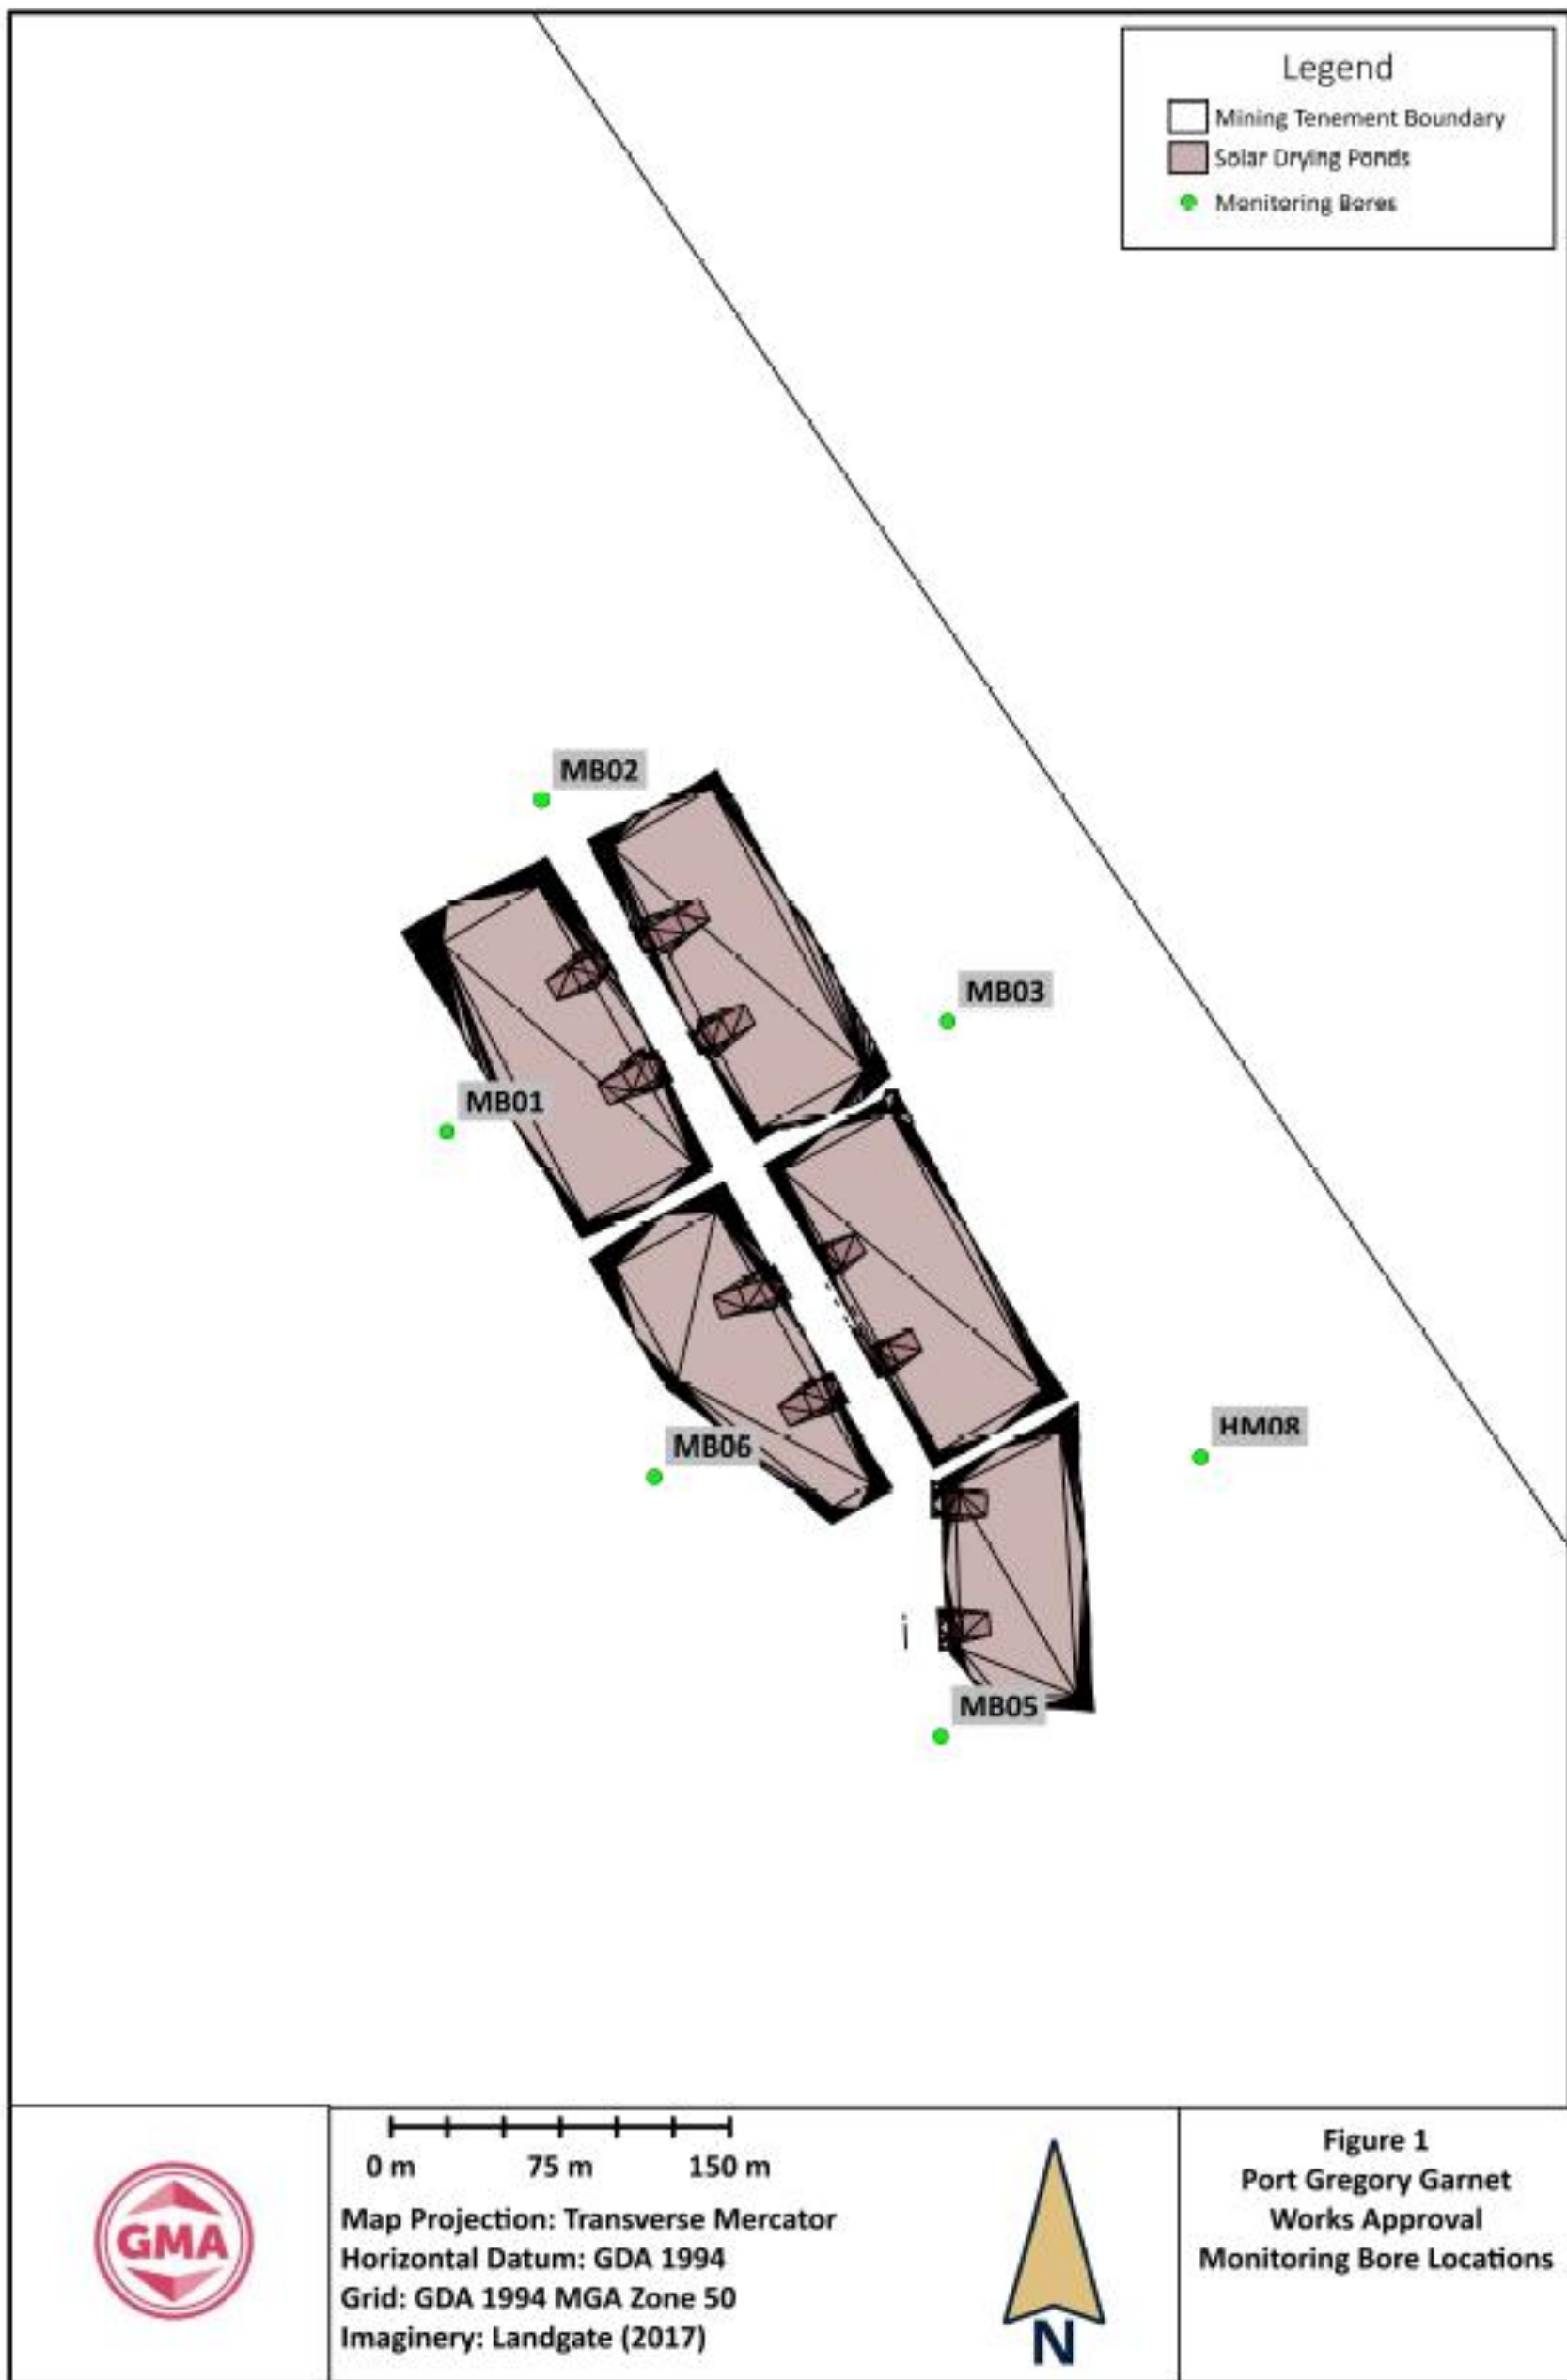 Legend
Mining Tenement Boundary
Solar Drying Ponds
Monitoring Bores
MB02
MB03
MB01
HM08
MB06
i
MB05
0 m 75 m 150 m
Map Projection: Transverse Mercator
Horizontal Datum: GDA 1994
Grid: GDA 1994 MGA Zone 50
Imaginery: Landgate (2017)
GMA
N
Figure 1
Port Gregory Garnet
Works Approval
Monitoring Bore Locations